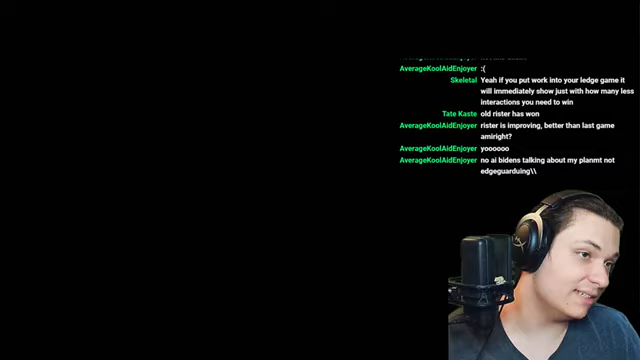 AverageKoolAidEnjoyer :(
Skeletal Yeah if you put work into your ledge game it
will immediately show just with how many less
interactions you need to win
Tate Kaste old rister has won
AverageKoolAidEnjoyer rister is improving, better than last game
amiright?
AverageKoolAidEnjoyer yoooooo
AverageKoolAidEnjoyer no ai bidens talking about my planmt not
edgeguarduing\\